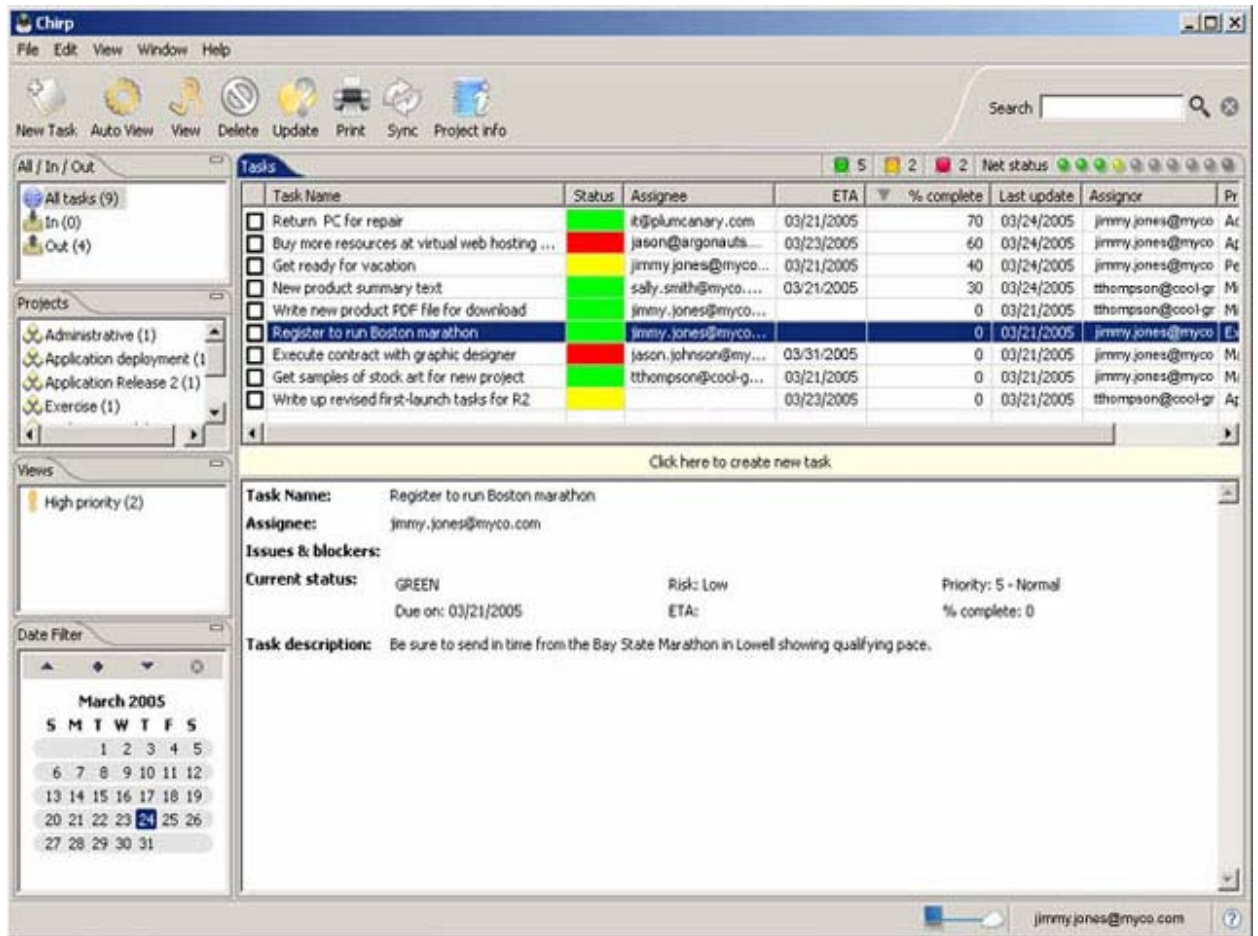 Chirp
File Edit View Window Help
New Task Auto View View Delete Update Print Sync Project info
Search
All / In / Out
All tasks (9)
In (0)
Out (4)
Projects
Administrative (1)
Application deployment (1
Application Release 2 (1)
Exercise (1)
Views
High priority (2)
Date Filter
March 2005
S M T W T F S
1 2 3 4 5
6 7 8 9 10 11 12
13 14 15 16 17 18 19
20 21 22 23 24 25 26
27 28 29 30 31
Tasks 5 2 2 Net status
Task Name Status Assignee ETA % complete Last update Assignor Pr
Return PC for repair it@plumcanary.com 03/21/2005 70 03/24/2005 jimmy.jones@myco Ac
Buy more resources at virtual web hosting ... jason@argonauts.... 03/23/2005 60 03/24/2005 jimmy.jones@myco Ap
Get ready for vacation jimmy.jones@myco... 03/21/2005 40 03/24/2005 jimmy.jones@myco Pe
New product summary text sally.smith@myco.... 03/21/2005 30 03/24/2005 tthompson@cool-gr Mi
Write new product PDF file for download jimmy.jones@myco... 0 03/21/2005 tthompson@cool-gr Mi
Register to run Boston marathon jimmy.jones@myco... 0 03/21/2005 jimmy.jones@myco Ex
Execute contract with graphic designer jason.johnson@my... 03/31/2005 0 03/21/2005 jimmy.jones@myco Ma
Get samples of stock art for new project tthompson@cool-g... 03/21/2005 0 03/21/2005 jimmy.jones@myco Ma
Write up revised first-launch tasks for R2 03/23/2005 0 03/21/2005 tthompson@cool-gr Ap
Click here to create new task
Task Name: Register to run Boston marathon
Assignee: jimmy.jones@myco.com
Issues & blockers:
Current status: GREEN Risk: Low Priority: 5 - Normal
Due on: 03/21/2005 ETA: % complete: 0
Task description: Be sure to send in time from the Bay State Marathon in Lowell showing qualifying pace.
jimmy.jones@myco.com